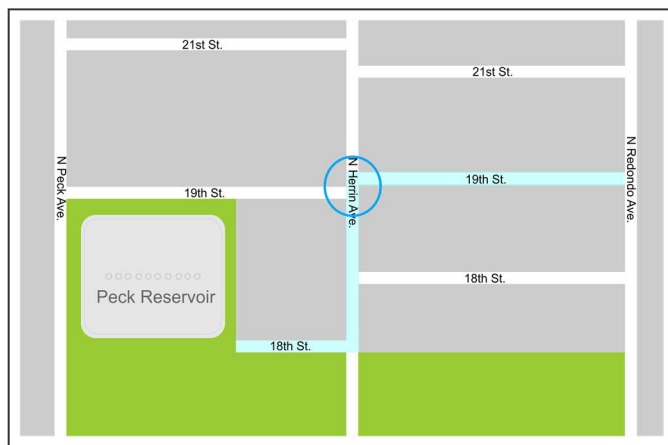 21st St.
21st St.
N Peck Ave.
N Herrin Ave.
N Redondo Ave.
19th St.
19th St.
Peck Reservoir
18th St.
18th St.